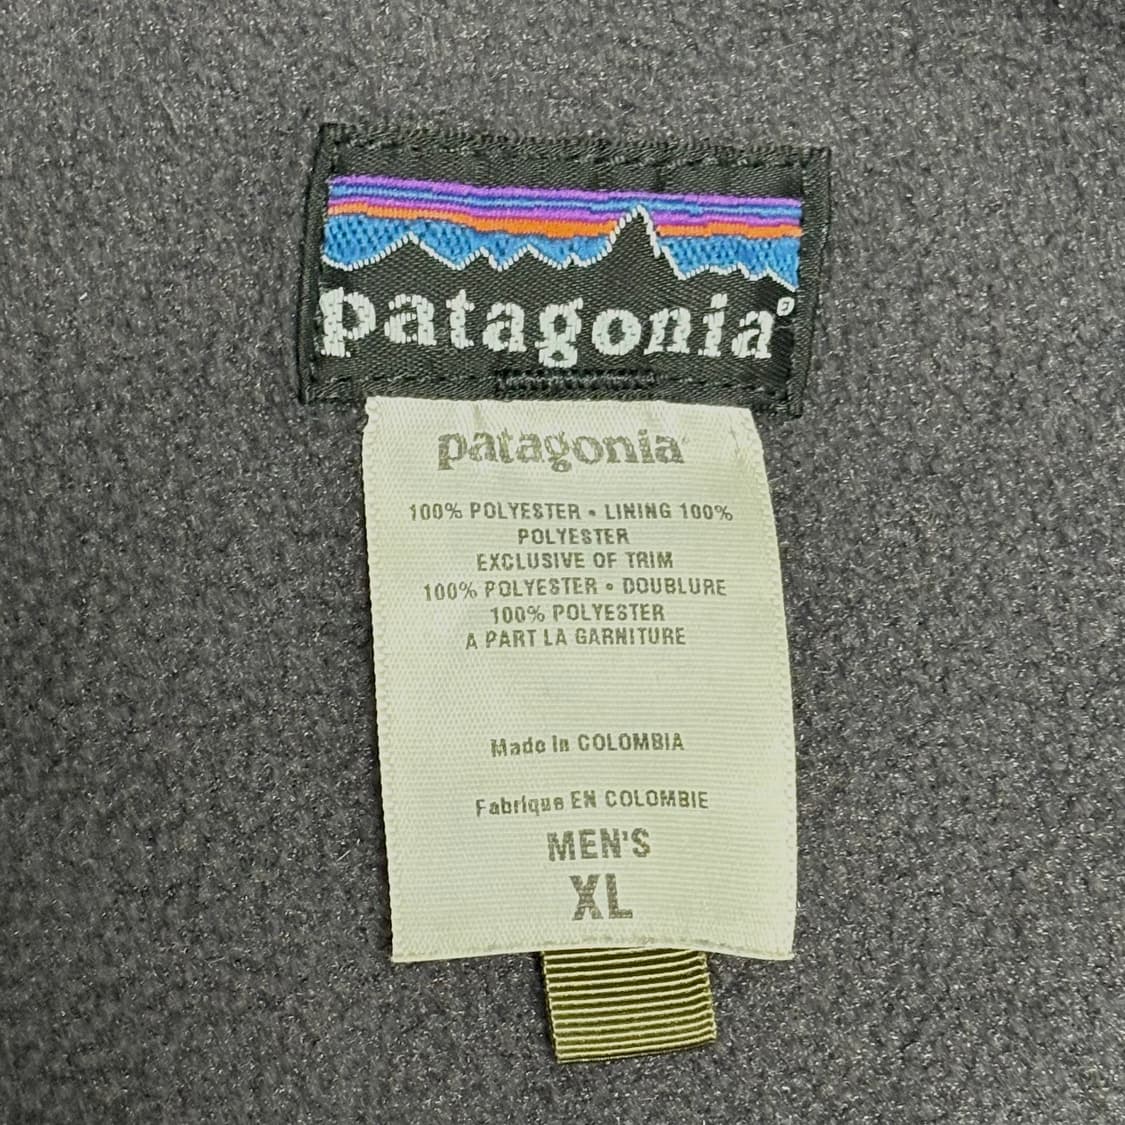 patagonia®
patagonia®
100% POLYESTER • LINING 100%
POLYESTER
EXCLUSIVE OF TRIM
100% POLYESTER • DOUBLURE
100% POLYESTER
A PART LA GARNITURE
Made in COLOMBIA
Fabrique EN COLOMBIE
MEN'S
XL